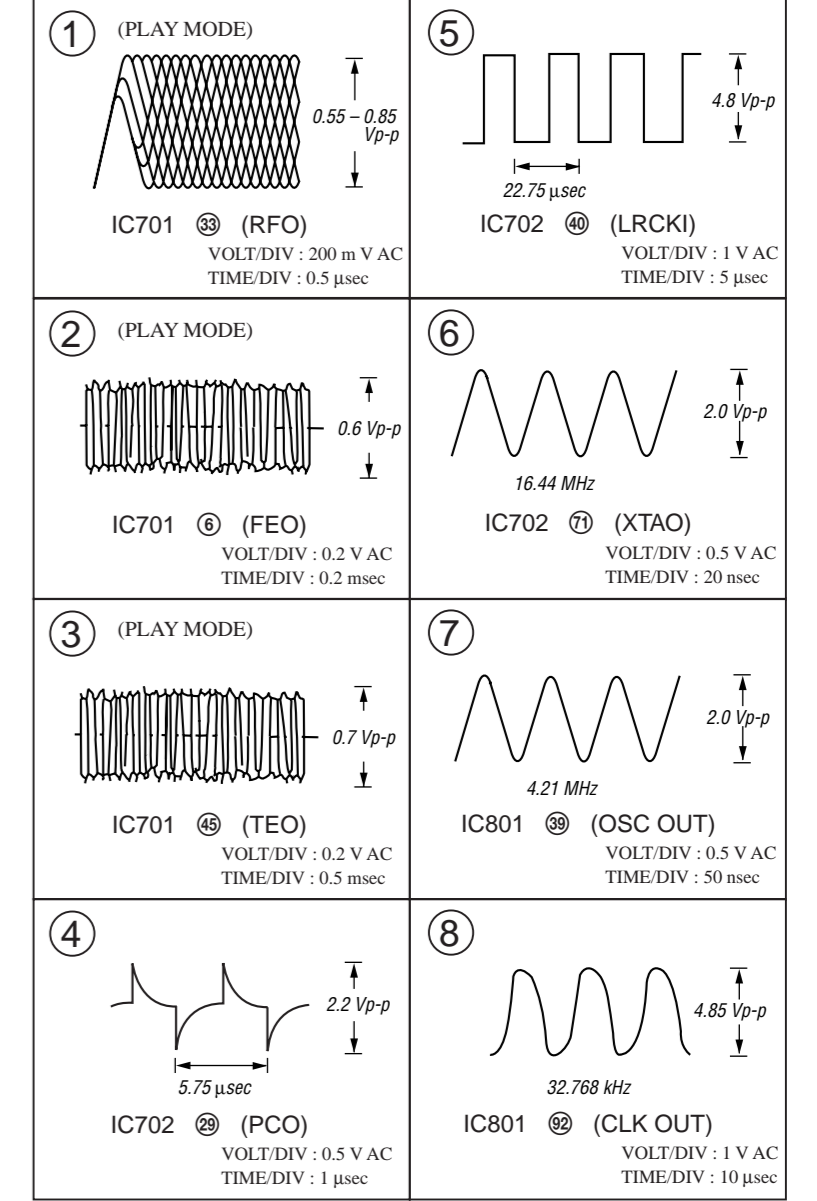 1 (PLAY MODE)
0.55 – 0.85
Vp-p
IC701 33 (RFO)
VOLT/DIV : 200 m V AC
TIME/DIV : 0.5 µsec
2 (PLAY MODE)
0.6 Vp-p
IC701 6 (FEO)
VOLT/DIV : 0.2 V AC
TIME/DIV : 0.2 msec
3 (PLAY MODE)
0.7 Vp-p
IC701 45 (TEO)
VOLT/DIV : 0.2 V AC
TIME/DIV : 0.5 msec
4
2.2 Vp-p
5.75 µsec
IC702 29 (PCO)
VOLT/DIV : 0.5 V AC
TIME/DIV : 1 µsec
5
4.8 Vp-p
22.75 µsec
IC702 40 (LRCKI)
VOLT/DIV : 1 V AC
TIME/DIV : 5 µsec
6
2.0 Vp-p
16.44 MHz
IC702 71 (XTAO)
VOLT/DIV : 0.5 V AC
TIME/DIV : 20 nsec
7
2.0 Vp-p
4.21 MHz
IC801 39 (OSC OUT)
VOLT/DIV : 0.5 V AC
TIME/DIV : 50 nsec
8
4.85 Vp-p
32.768 kHz
IC801 92 (CLK OUT)
VOLT/DIV : 1 V AC
TIME/DIV : 10 µsec